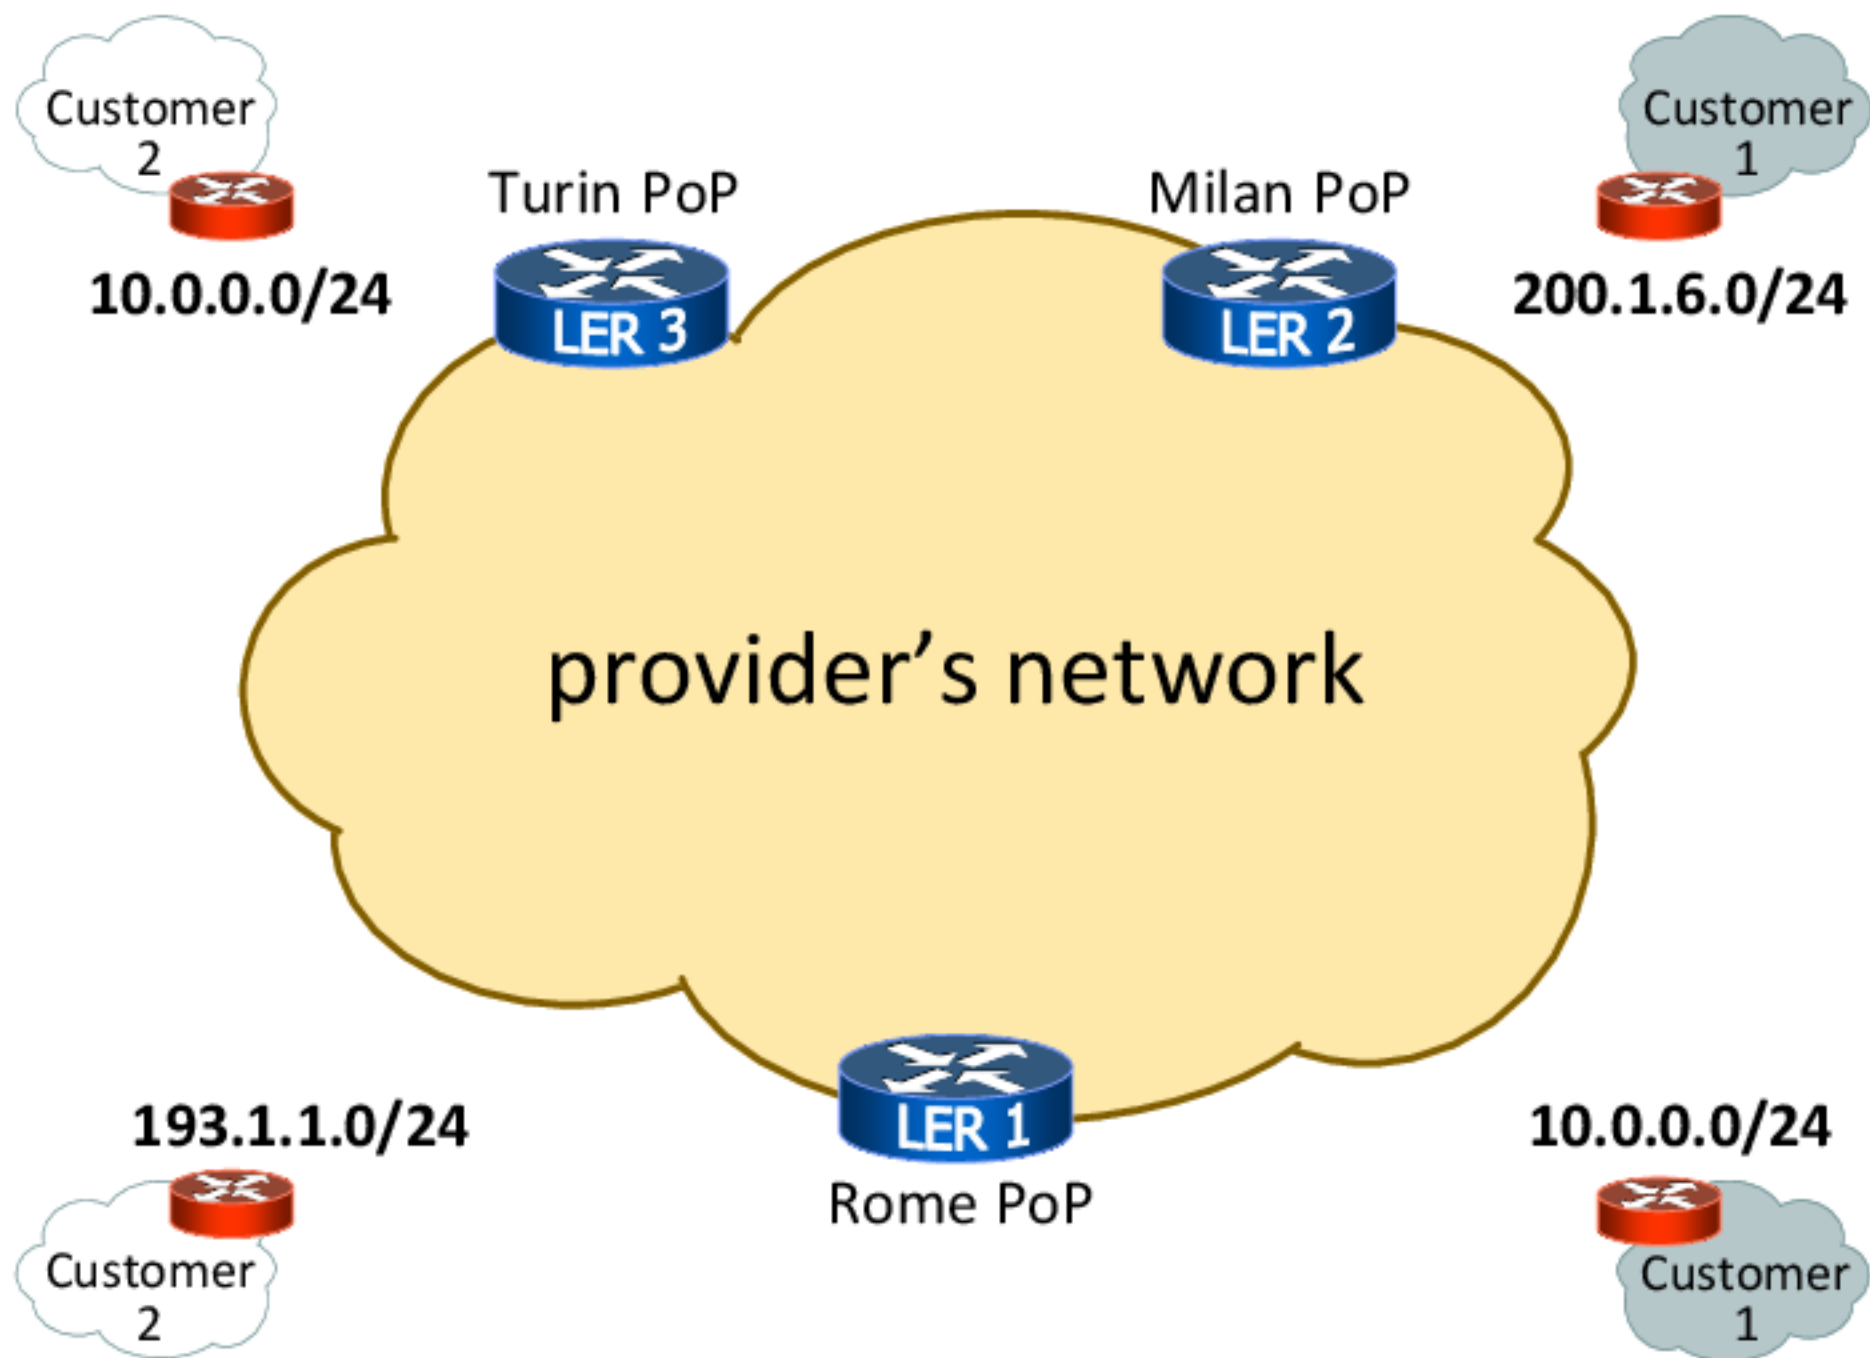 Customer
2
10.0.0.0/24
Turin PoP
LER 3
Milan PoP
LER 2
Customer
1
200.1.6.0/24
provider's network
193.1.1.0/24
Customer
2
LER 1
Rome PoP
10.0.0.0/24
Customer
1